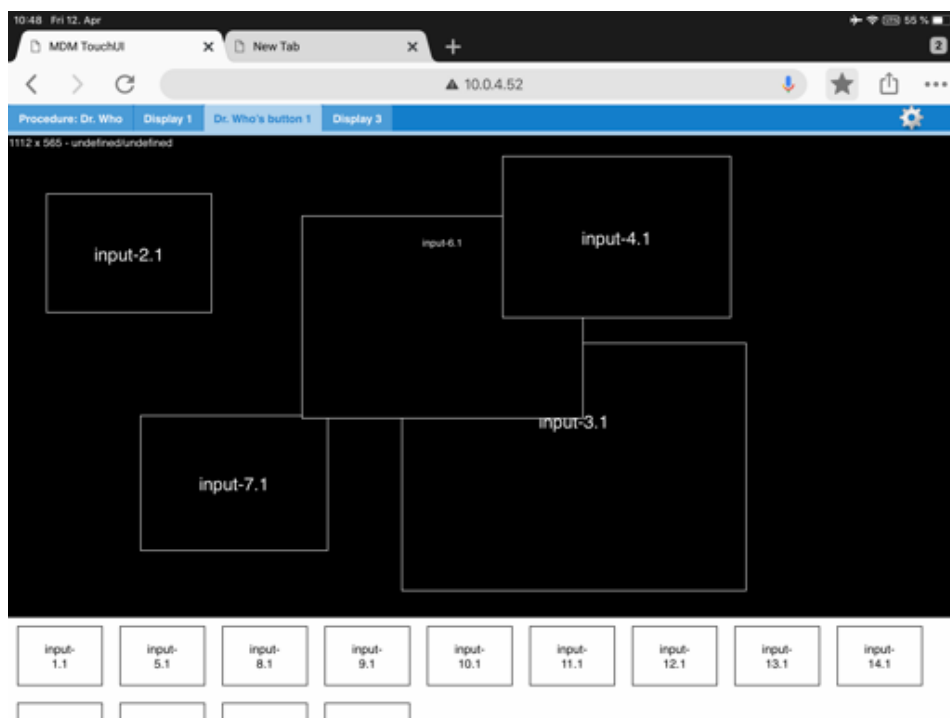 10:48 Fri 12. Apr 55 %
MDM TouchUI New Tab 2
10.0.4.52
Procedure: Dr. Who Display 1 Dr. Who's button 1 Display 3
1112 x 565 - undefined/undefined
input-2.1
input-6.1
input-4.1
input-3.1
input-7.1
input-
1.1
input-
5.1
input-
8.1
input-
9.1
input-
10.1
input-
11.1
input-
12.1
input-
13.1
input-
14.1